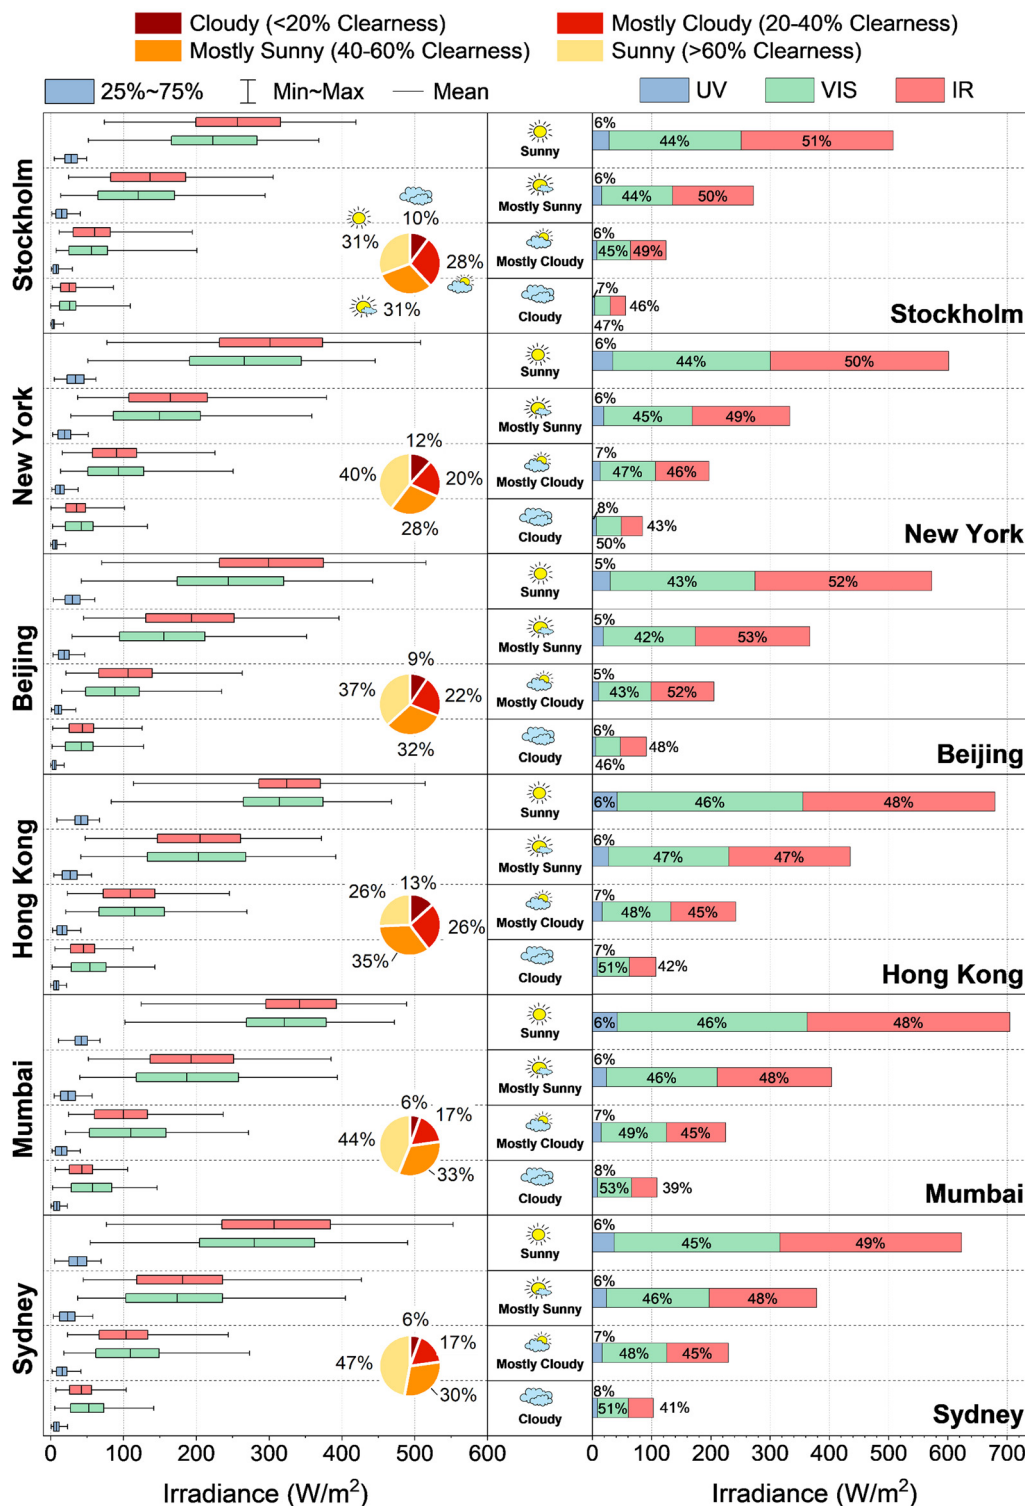 Cloudy (<20% Clearness) Mostly Cloudy (20-40% Clearness)
Mostly Sunny (40-60% Clearness) Sunny (>60% Clearness)
25%~75% Min~Max Mean UV VIS IR
Stockholm
10%
31%
28%
31%
Sunny
6%
44% 51%
Mostly Sunny
6%
44% 50%
Mostly Cloudy
6%
45% 49%
Cloudy
7%
46%
47%
Stockholm
New York
12%
40% 20%
28%
Sunny
6%
44% 50%
Mostly Sunny
6%
45% 49%
Mostly Cloudy
7%
47% 46%
Cloudy
8%
43%
50%
New York
Beijing
9%
37% 22%
32%
Sunny
5%
43% 52%
Mostly Sunny
5%
42% 53%
Mostly Cloudy
5%
43% 52%
Cloudy
6%
48%
46%
Beijing
Hong Kong
13%
26%
26%
35%
Sunny
6% 46% 48%
Mostly Sunny
6%
47% 47%
Mostly Cloudy
7%
48% 45%
Cloudy
7%
51% 42%
Hong Kong
Mumbai
6%
17%
44%
33%
Sunny
6% 46% 48%
Mostly Sunny
6%
46% 48%
Mostly Cloudy
7%
49% 45%
Cloudy
8%
53% 39%
Mumbai
Sydney
6%
17%
47%
30%
Sunny
6%
45% 49%
Mostly Sunny
6%
46% 48%
Mostly Cloudy
7%
48% 45%
Cloudy
8%
51% 41%
Sydney
0 100 200 300 400 500 600 0 100 200 300 400 500 600 700
Irradiance (W/m²) Irradiance (W/m²)